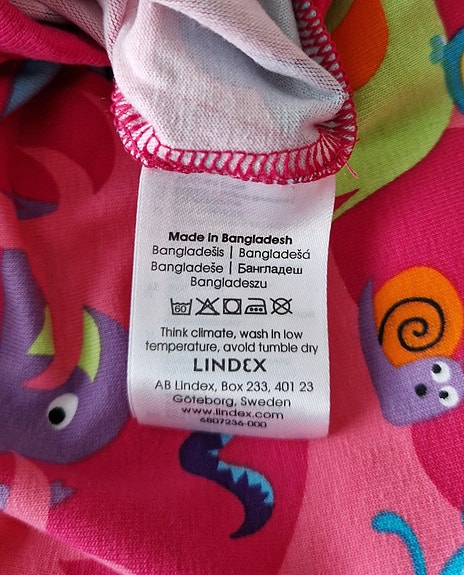 Made in Bangladesh
Bangladešis | Bangladešá
Bangladeše | Бангладеш
Bangladeszu
60
Think climate, wash in low
temperature, avoid tumble dry
LINDEX
AB Lindex, Box 233, 401 23
Göteborg, Sweden
www.lindex.com
6807236-000